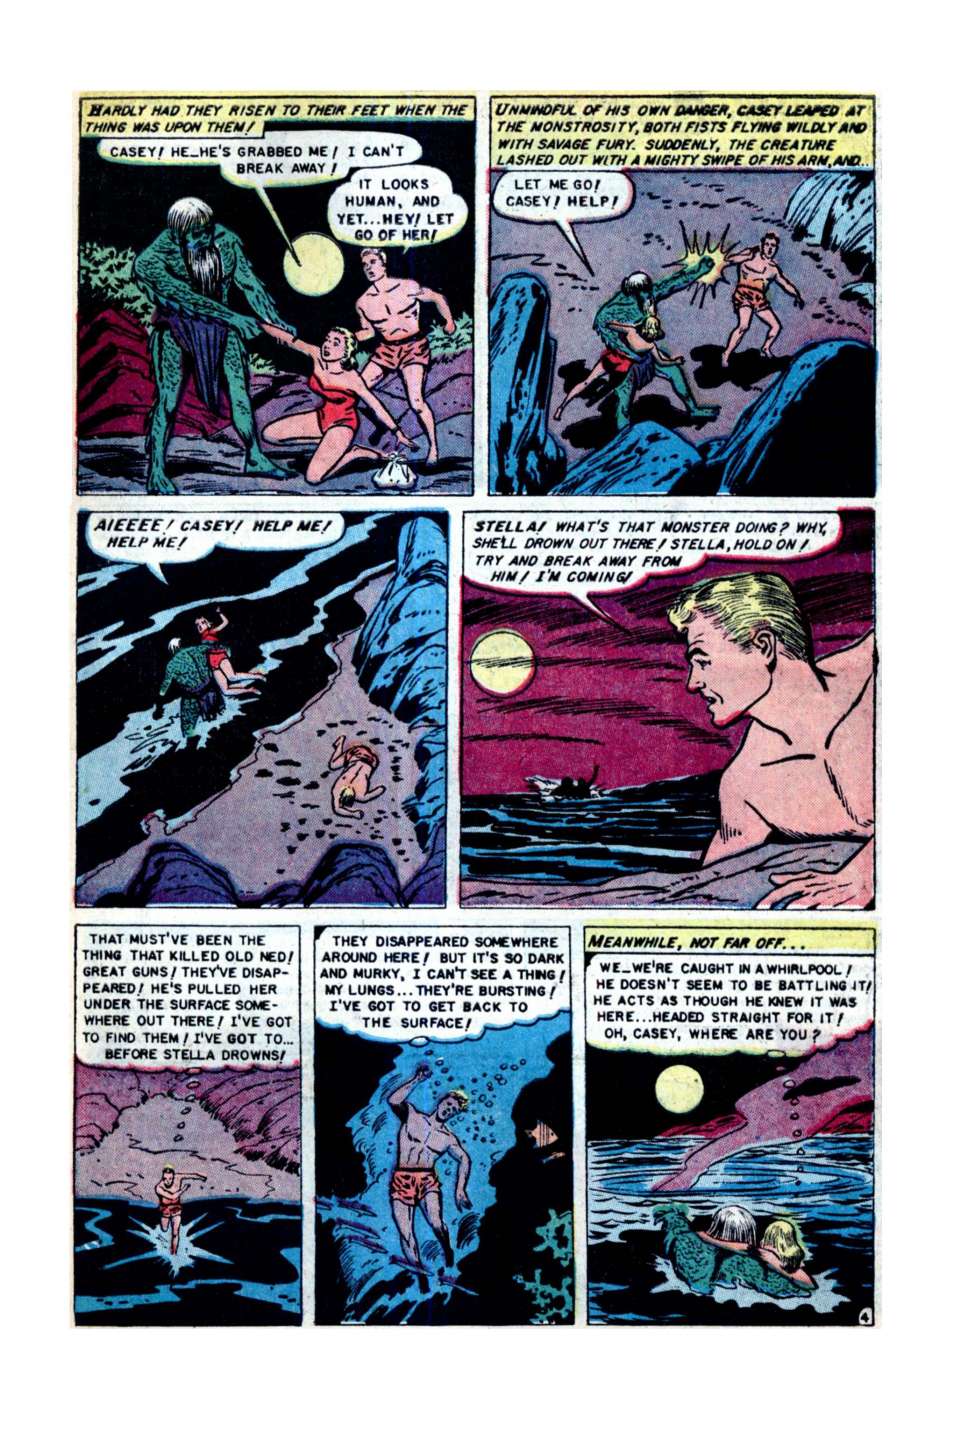 HARDLY HAD THEY RISEN TO THEIR FEET WHEN THE
THING WAS UPON THEM!
CASEY! HE--HE'S GRABBED ME! I CAN'T
BREAK AWAY!
IT LOOKS
HUMAN, AND
YET...HEY! LET
GO OF HER!
UNMINDFUL OF HIS OWN DANGER, CASEY LEAPED AT
THE MONSTROSITY, BOTH FISTS FLYING WILDLY AND
WITH SAVAGE FURY. SUDDENLY, THE CREATURE
LASHED OUT WITH A MIGHTY SWIPE OF HIS ARM, AND...
LET ME GO!
CASEY! HELP!
AIEEEE! CASEY! HELP ME!
HELP ME!
STELLA! WHAT'S THAT MONSTER DOING? WHY,
SHE'LL DROWN OUT THERE! STELLA, HOLD ON!
TRY AND BREAK AWAY FROM
HIM! I'M COMING!
THAT MUST'VE BEEN THE
THING THAT KILLED OLD NED!
GREAT GUNS! THEY'VE DISAP-
PEARED! HE'S PULLED HER
UNDER THE SURFACE SOME-
WHERE OUT THERE! I'VE GOT
TO FIND THEM! I'VE GOT TO...
BEFORE STELLA DROWNS!
THEY DISAPPEARED SOMEWHERE
AROUND HERE! BUT IT'S SO DARK
AND MURKY, I CAN'T SEE A THING!
MY LUNGS...THEY'RE BURSTING!
I'VE GOT TO GET BACK TO
THE SURFACE!
MEANWHILE, NOT FAR OFF...
WE--WE'RE CAUGHT IN A WHIRLPOOL!
HE DOESN'T SEEM TO BE BATTLING IT!
HE ACTS AS THOUGH HE KNEW IT WAS
HERE...HEADED STRAIGHT FOR IT!
OH, CASEY, WHERE ARE YOU?
4